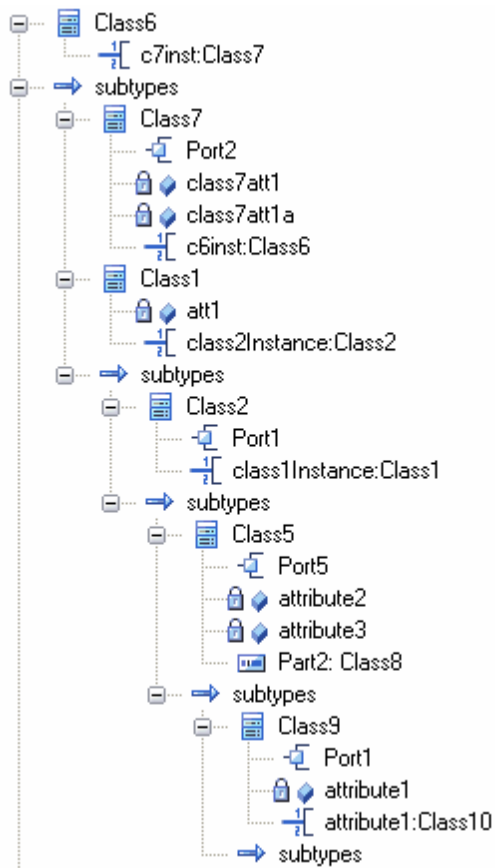 Class6
c7inst:Class7
subtypes
Class7
Port2
class7att1
class7att1a
c6inst:Class6
Class1
att1
class2Instance:Class2
subtypes
Class2
Port1
class1Instance:Class1
subtypes
Class5
Port5
attribute2
attribute3
Part2: Class8
subtypes
Class9
Port1
attribute1
attribute1:Class10
subtypes